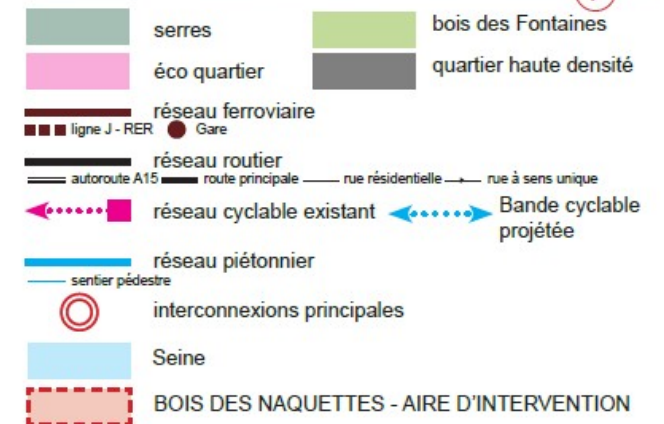 serres
bois des Fontaines
éco quartier
quartier haute densité
réseau ferroviaire
ligne J - RER
Gare
réseau routier
autoroute A15
route principale
rue résidentielle
rue à sens unique
réseau cyclable existant
Bande cyclable
projétée
réseau piétonnier
sentier pédestre
interconnexions principales
Seine
BOIS DES NAQUETTES - AIRE D'INTERVENTION